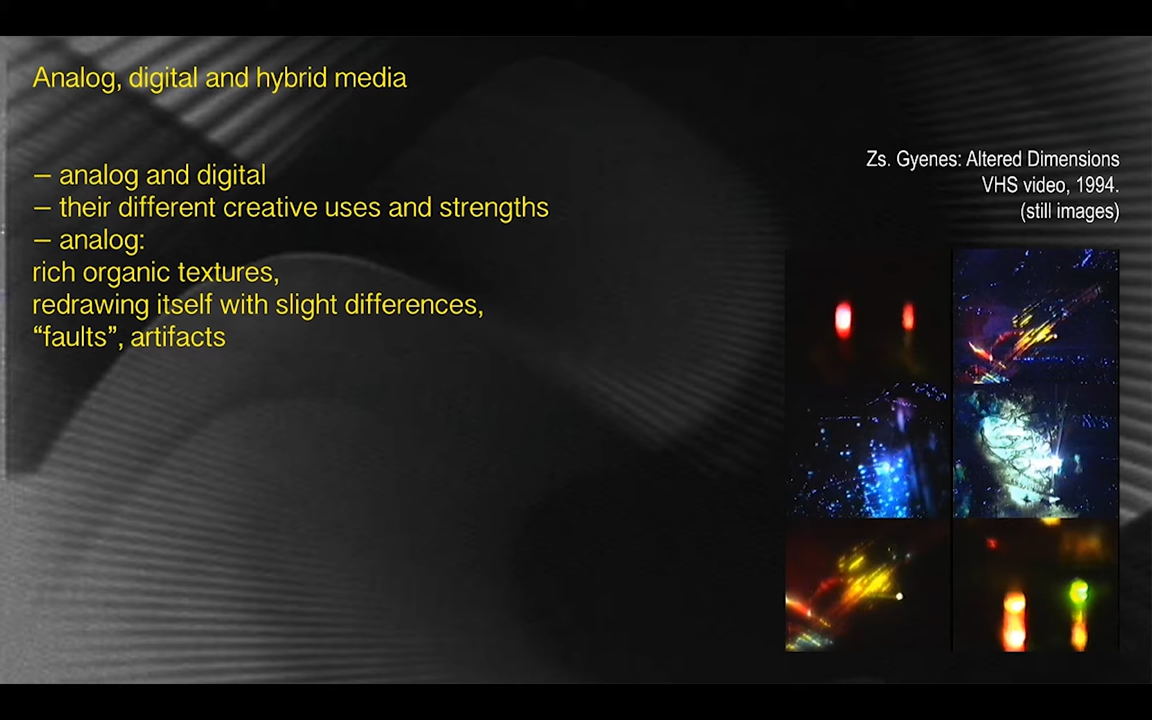 Analog, digital and hybrid media
– analog and digital
– their different creative uses and strengths
– analog:
rich organic textures,
redrawing itself with slight differences,
“faults”, artifacts
Zs. Gyenes: Altered Dimensions
VHS video, 1994.
(still images)